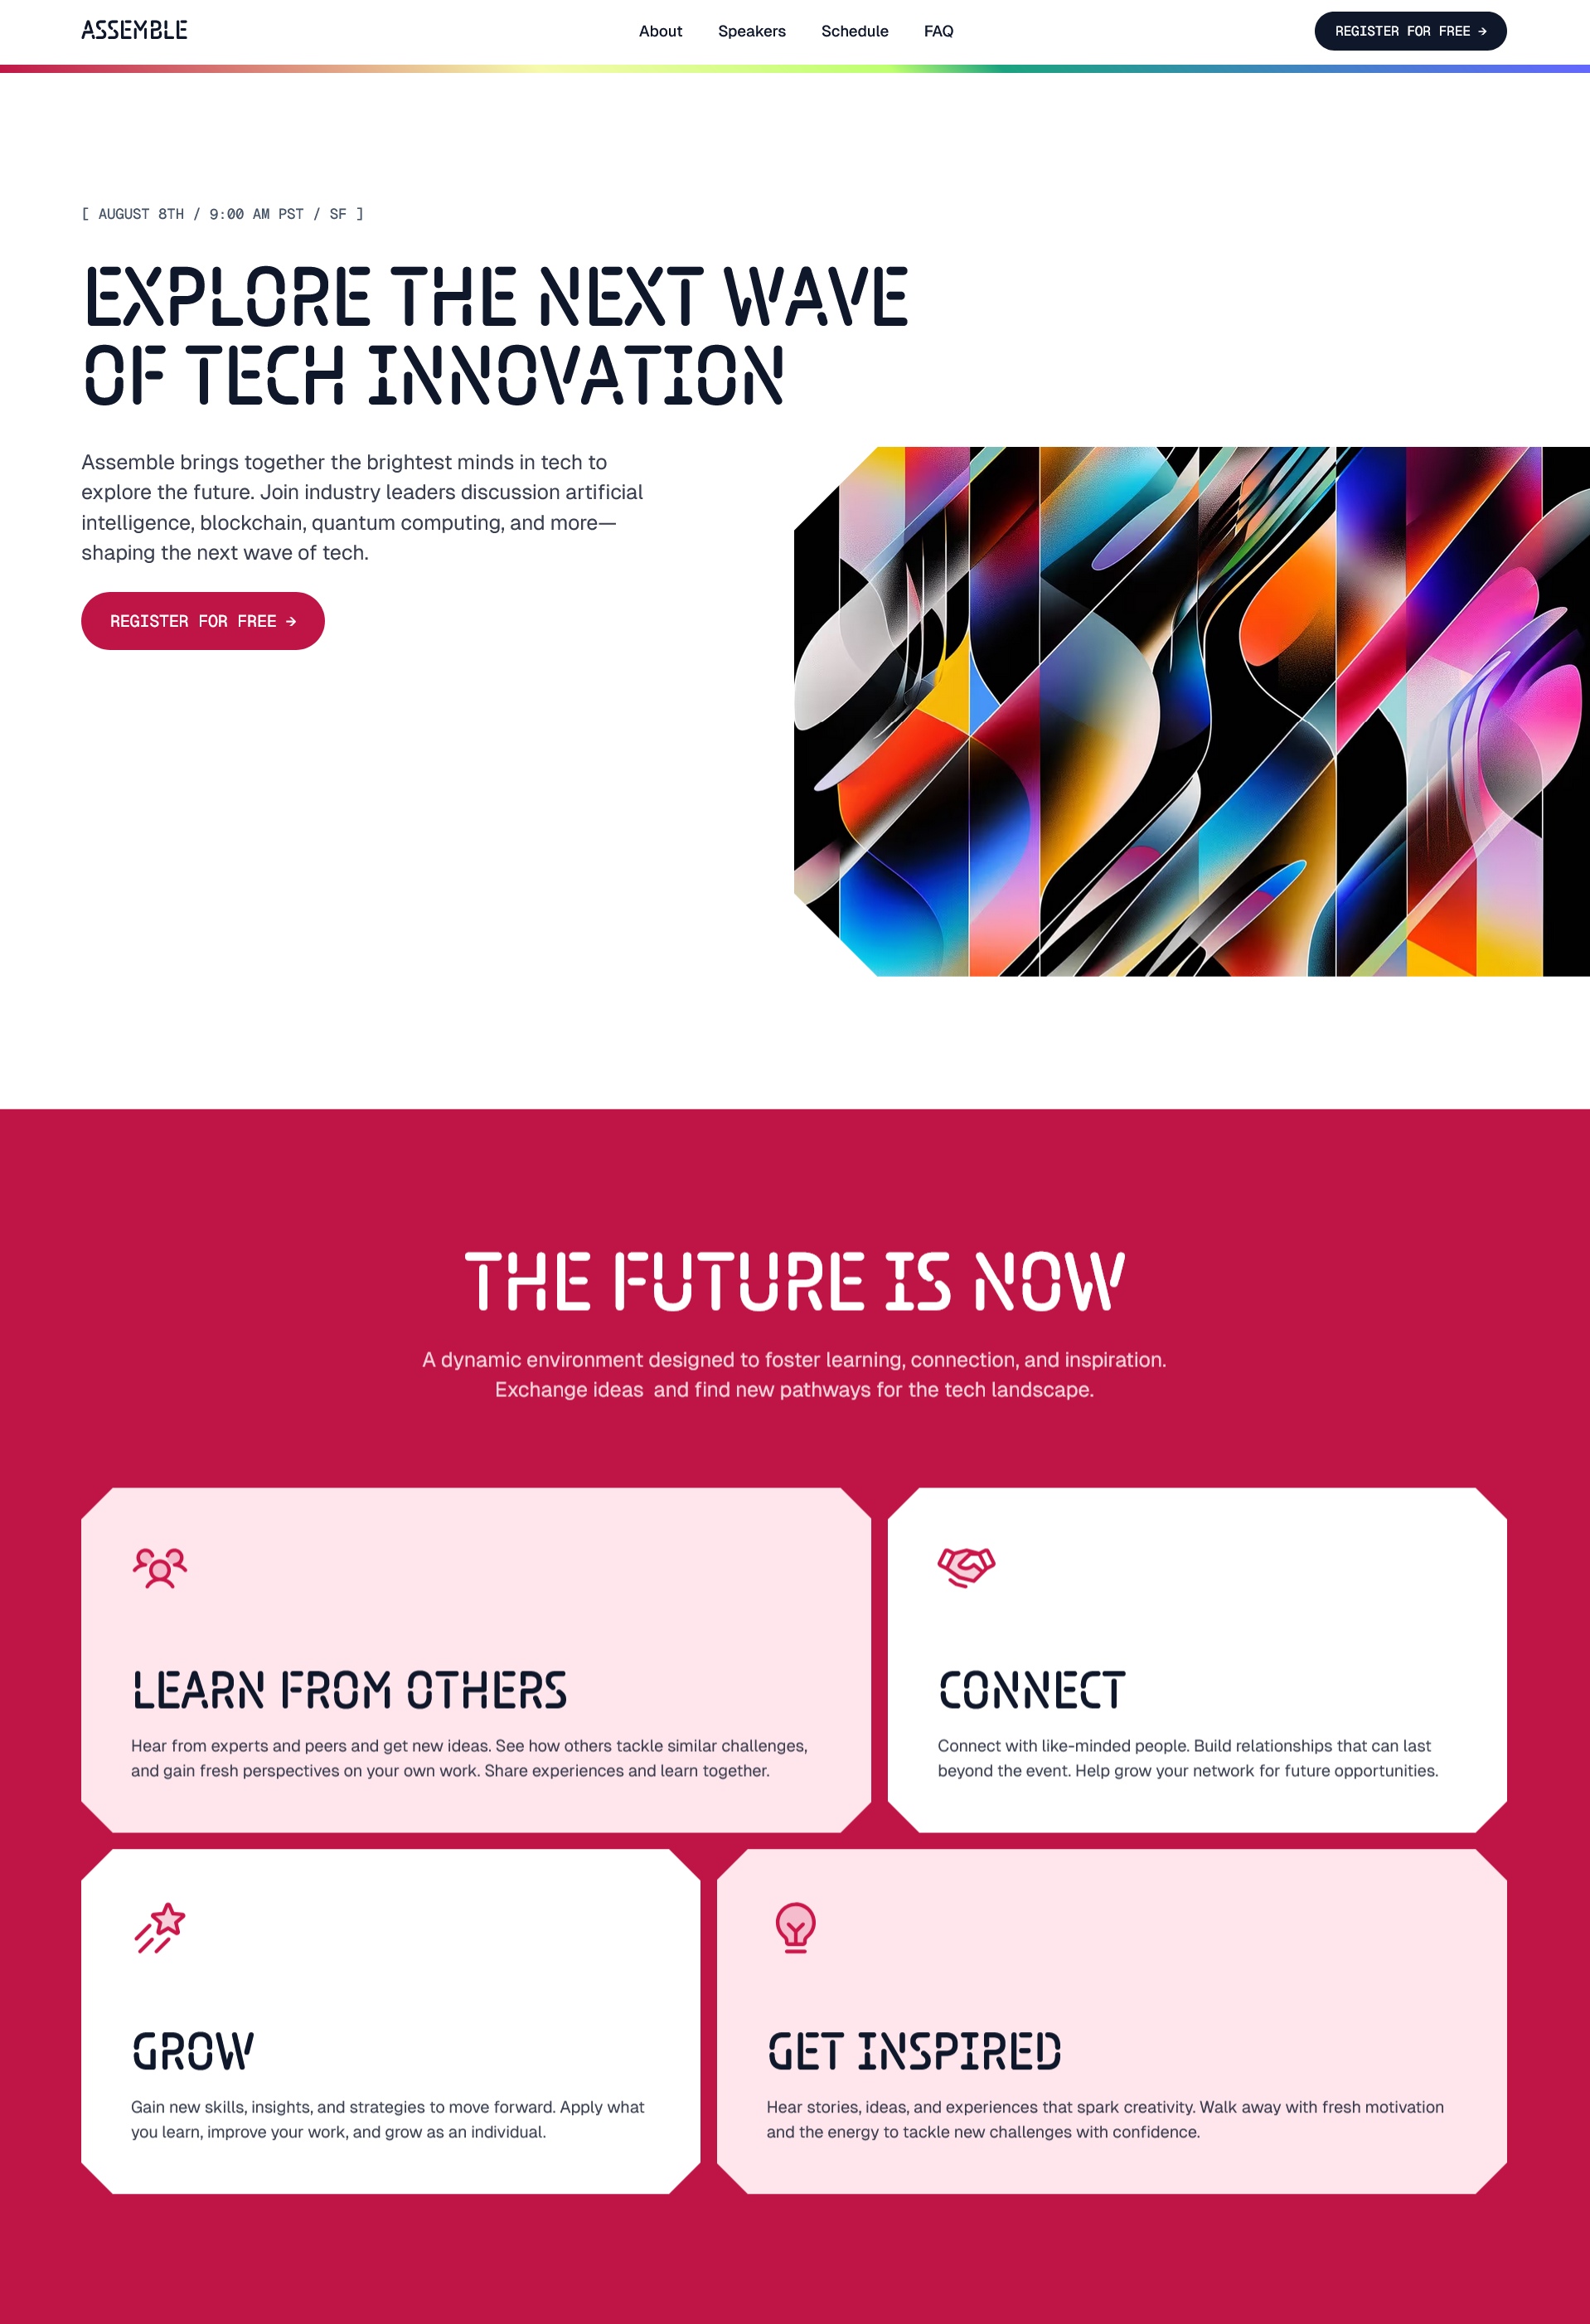 ASSEMBLE
About Speakers Schedule FAQ
REGISTER FOR FREE →
[ AUGUST 8TH / 9:00 AM PST / SF ]
EXPLORE THE NEXT WAVE
OF TECH INNOVATION
Assemble brings together the brightest minds in tech to
explore the future. Join industry leaders discussion artificial
intelligence, blockchain, quantum computing, and more—
shaping the next wave of tech.
REGISTER FOR FREE →
THE FUTURE IS NOW
A dynamic environment designed to foster learning, connection, and inspiration.
Exchange ideas  and find new pathways for the tech landscape.
LEARN FROM OTHERS
Hear from experts and peers and get new ideas. See how others tackle similar challenges,
and gain fresh perspectives on your own work. Share experiences and learn together.
CONNECT
Connect with like-minded people. Build relationships that can last
beyond the event. Help grow your network for future opportunities.
GROW
Gain new skills, insights, and strategies to move forward. Apply what
you learn, improve your work, and grow as an individual.
GET INSPIRED
Hear stories, ideas, and experiences that spark creativity. Walk away with fresh motivation
and the energy to tackle new challenges with confidence.